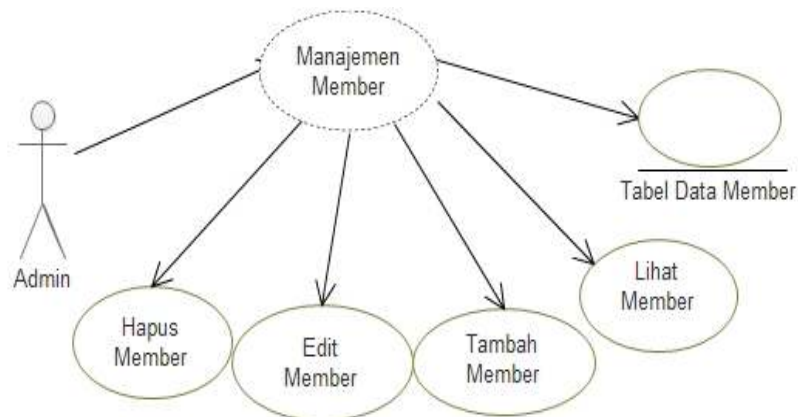 Manajemen
Member
Tabel Data Member
Admin
Lihat
Member
Hapus
Member
Edit
Member
Tambah
Member